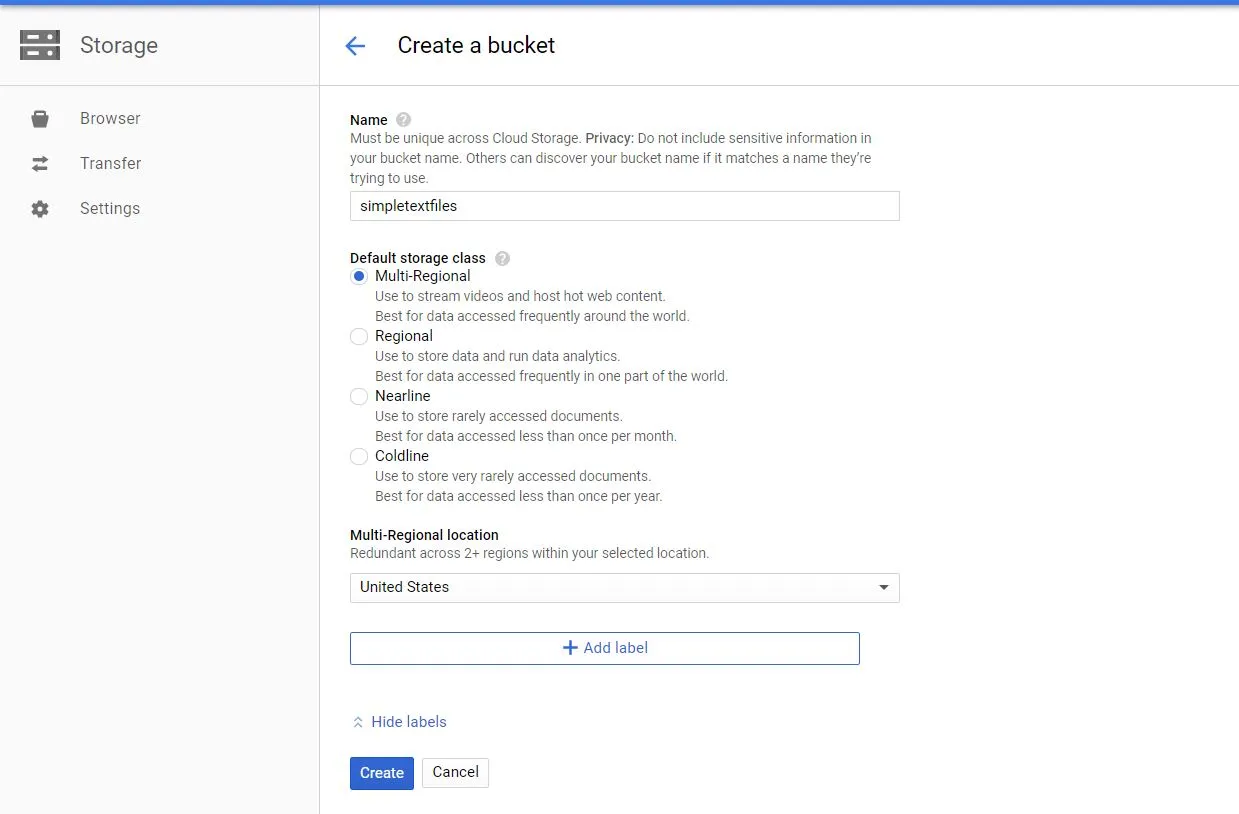 Storage
Create a bucket
Browser
Transfer
Settings
Name ?
Must be unique across Cloud Storage. Privacy: Do not include sensitive information in
your bucket name. Others can discover your bucket name if it matches a name they're
trying to use.
simpletextfiles
Default storage class ?
Multi-Regional
Use to stream videos and host hot web content.
Best for data accessed frequently around the world.
Regional
Use to store data and run data analytics.
Best for data accessed frequently in one part of the world.
Nearline
Use to store rarely accessed documents.
Best for data accessed less than once per month.
Coldline
Use to store very rarely accessed documents.
Best for data accessed less than once per year.
Multi-Regional location
Redundant across 2+ regions within your selected location.
United States
+ Add label
Hide labels
Create Cancel